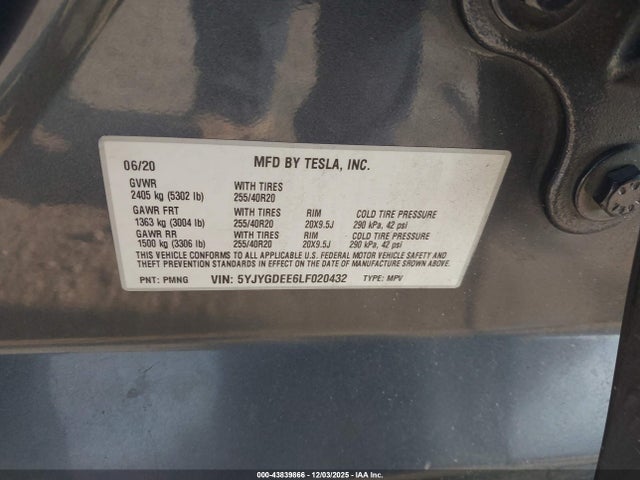 06/20 MFD BY TESLA, INC.
GVWR WITH TIRES
2405 kg (5302 lb) 255/40R20
GAWR FRT WITH TIRES RIM COLD TIRE PRESSURE
1363 kg (3004 lb) 255/40R20 20X9.5J 290 kPa, 42 psi
GAWR RR WITH TIRES RIM COLD TIRE PRESSURE
1500 kg (3306 lb) 255/40R20 20X9.5J 290 kPa, 42 psi
THIS VEHICLE CONFORMS TO ALL APPLICABLE U.S. FEDERAL MOTOR VEHICLE SAFETY AND
THEFT PREVENTION STANDARDS IN EFFECT ON THE DATE OF MANUFACTURE SHOWN ABOVE.
PNT: PMNG VIN: 5YJYGDEE6LF020432 TYPE: MPV
000-43839866 - 12/03/2025 - IAA Inc.